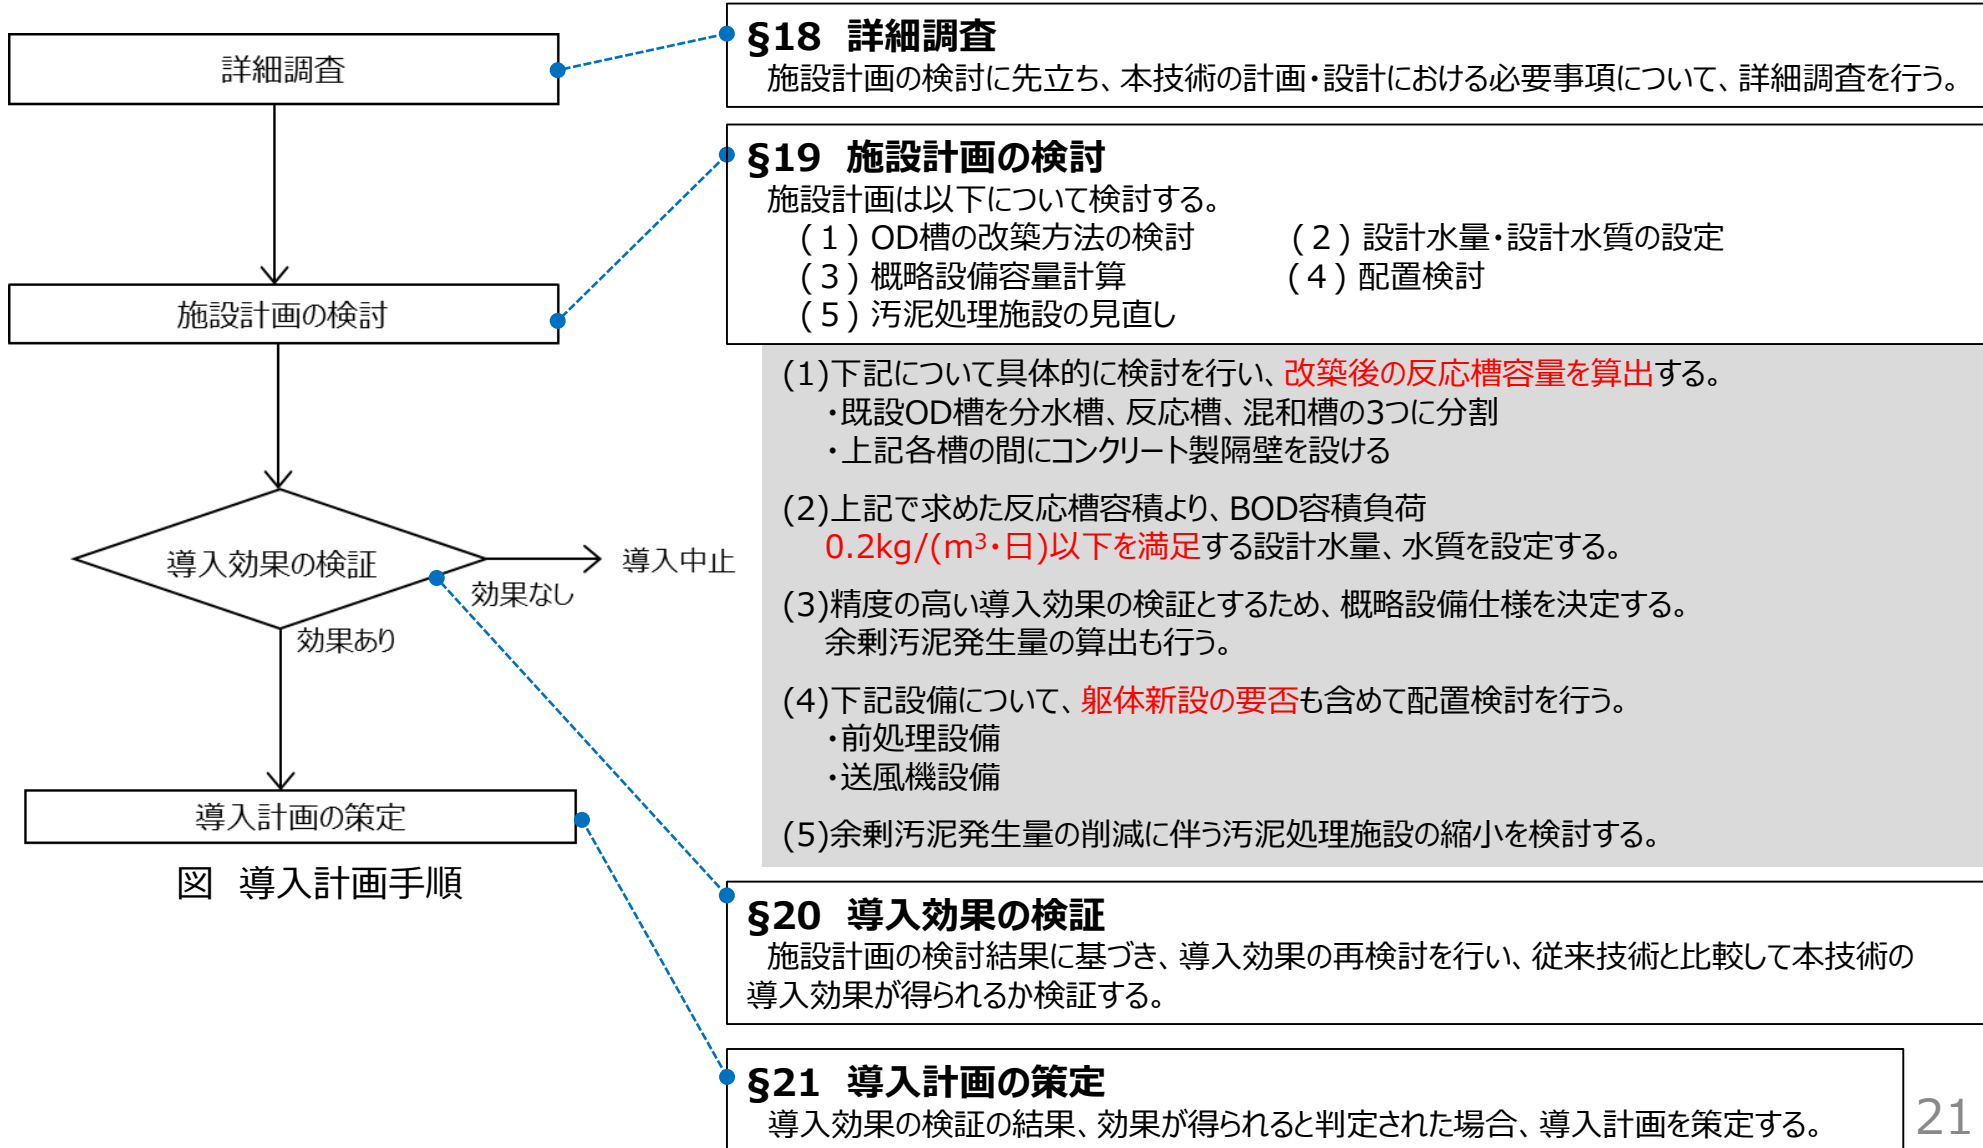 詳細調査
施設計画の検討
導入効果の検証
導入中止
効果なし
効果あり
導入計画の策定
図 導入計画手順
§18 詳細調査
施設計画の検討に先立ち、本技術の計画・設計における必要事項について、詳細調査を行う。
§19 施設計画の検討
施設計画は以下について検討する。
(1)OD槽の改築方法の検討 (2)設計水量・設計水質の設定
(3)概略設備容量計算 (4)配置検討
(5)汚泥処理施設の見直し
(1)下記について具体的に検討を行い、改築後の反応槽容量を算出する。
・既設OD槽を分水槽、反応槽、混和槽の3つに分割
・上記各槽の間にコンクリート製隔壁を設ける
(2)上記で求めた反応槽容積より、BOD容積負荷
0.2kg/(m³・日)以下を満足する設計水量、水質を設定する。
(3)精度の高い導入効果の検証とするため、概略設備仕様を決定する。
余剰汚泥発生量の算出も行う。
(4)下記設備について、躯体新設の要否も含めて配置検討を行う。
・前処理設備
・送風機設備
(5)余剰汚泥発生量の削減に伴う汚泥処理施設の縮小を検討する。
§20 導入効果の検証
施設計画の検討結果に基づき、導入効果の再検討を行い、従来技術と比較して本技術の
導入効果が得られるか検証する。
§21 導入計画の策定
導入効果の検証の結果、効果が得られると判定された場合、導入計画を策定する。
21